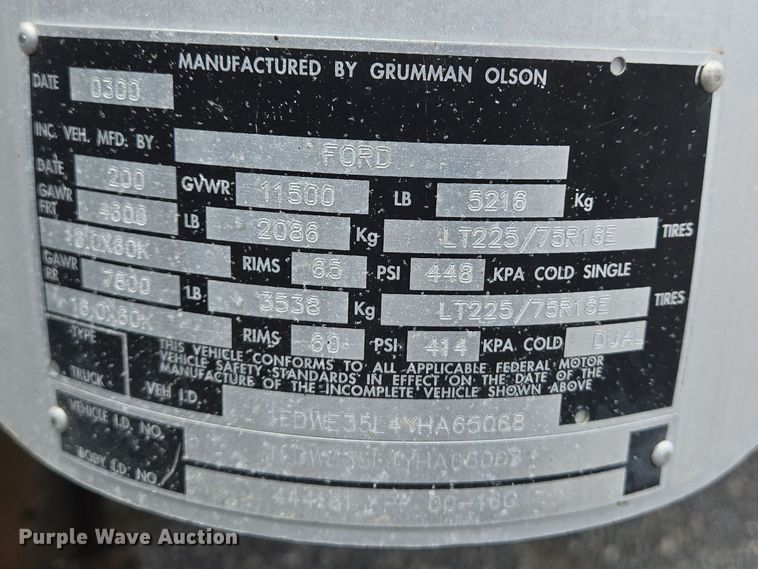 MANUFACTURED BY GRUMMAN OLSON
DATE 0300
INC. VEH. MFD. BY FORD
DATE 200 GVWR 11500 LB 5216 Kg
GAWR FRT. 4600 LB 2086 Kg LT225/75R16E TIRES
16.0X60K RIMS 65 PSI 448 KPA COLD SINGLE
GAWR RR 7800 LB 3538 Kg LT225/75R16E TIRES
16.0X60K RIMS 60 PSI 414 KPA COLD DUAL
TYPE TRUCK
THIS VEHICLE CONFORMS TO ALL APPLICABLE FEDERAL MOTOR
VEHICLE SAFETY STANDARDS IN EFFECT ON THE DATE OF THE
MANUFACTURE OF THE INCOMPLETE VEHICLE SHOWN ABOVE
VEH I.D. 1FDWE35L4YHA65068
VEHICLE I.D. NO.
BODY I.D. NO.
Purple Wave Auction